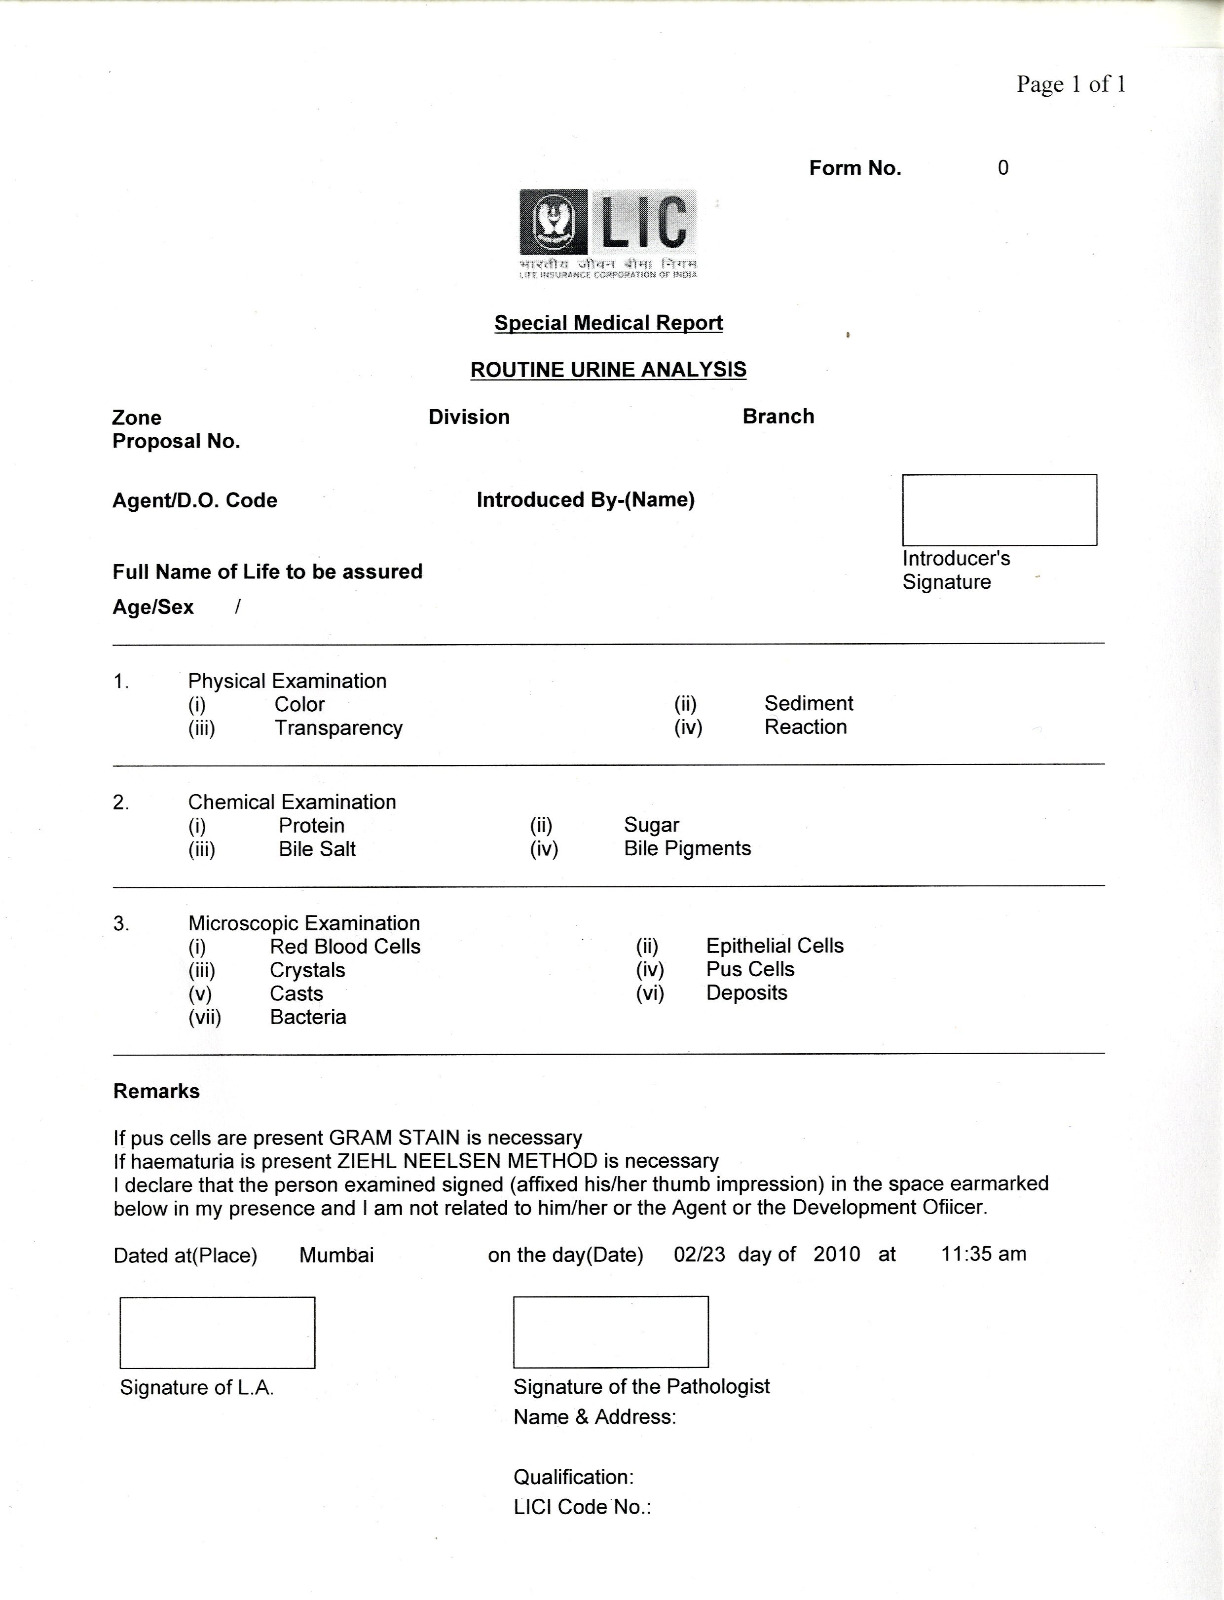 Page 1 of 1
Form No. 0
LIC
भारतीय जीवन बीमा निगम
LIFE INSURANCE CORPORATION OF INDIA
Special Medical Report
ROUTINE URINE ANALYSIS
Zone Division Branch
Proposal No.
Agent/D.O. Code Introduced By-(Name)
Introducer's
Signature
Full Name of Life to be assured
Age/Sex /
1. Physical Examination
(i) Color (ii) Sediment
(iii) Transparency (iv) Reaction
2. Chemical Examination
(i) Protein (ii) Sugar
(iii) Bile Salt (iv) Bile Pigments
3. Microscopic Examination
(i) Red Blood Cells (ii) Epithelial Cells
(iii) Crystals (iv) Pus Cells
(v) Casts (vi) Deposits
(vii) Bacteria
Remarks
If pus cells are present GRAM STAIN is necessary
If haematuria is present ZIEHL NEELSEN METHOD is necessary
I declare that the person examined signed (affixed his/her thumb impression) in the space earmarked
below in my presence and I am not related to him/her or the Agent or the Development Ofiicer.
Dated at(Place) Mumbai on the day(Date) 02/23 day of 2010 at 11:35 am
Signature of L.A. Signature of the Pathologist
Name & Address:
Qualification:
LICI Code No.: